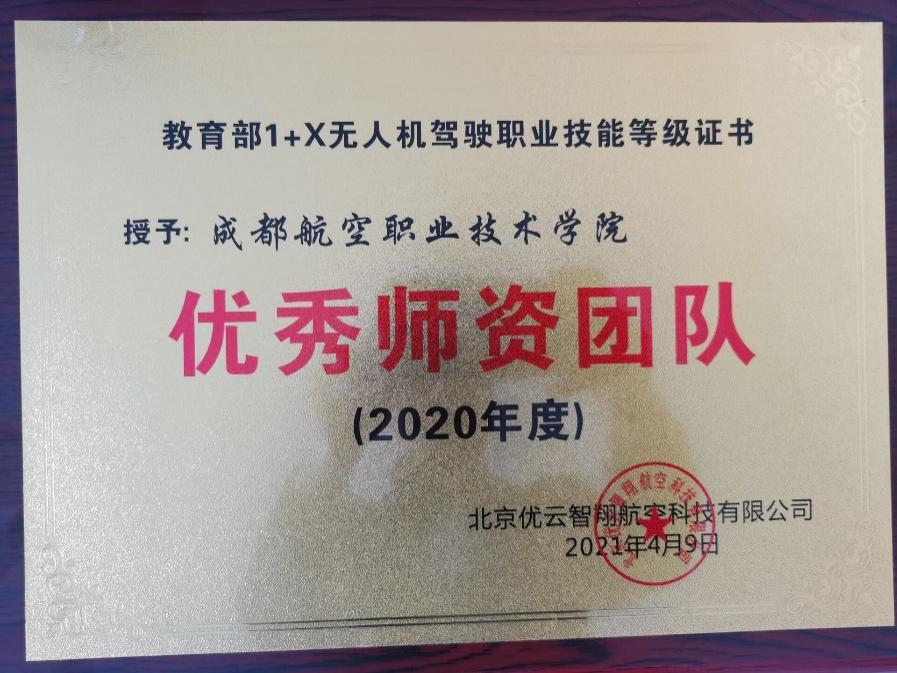 教育部1+X无人机驾驶职业技能等级证书
授予: 成都航空职业技术学院
优秀师资团队
(2020年度)
北京优云智翔航空科技有限公司
2021年4月9日